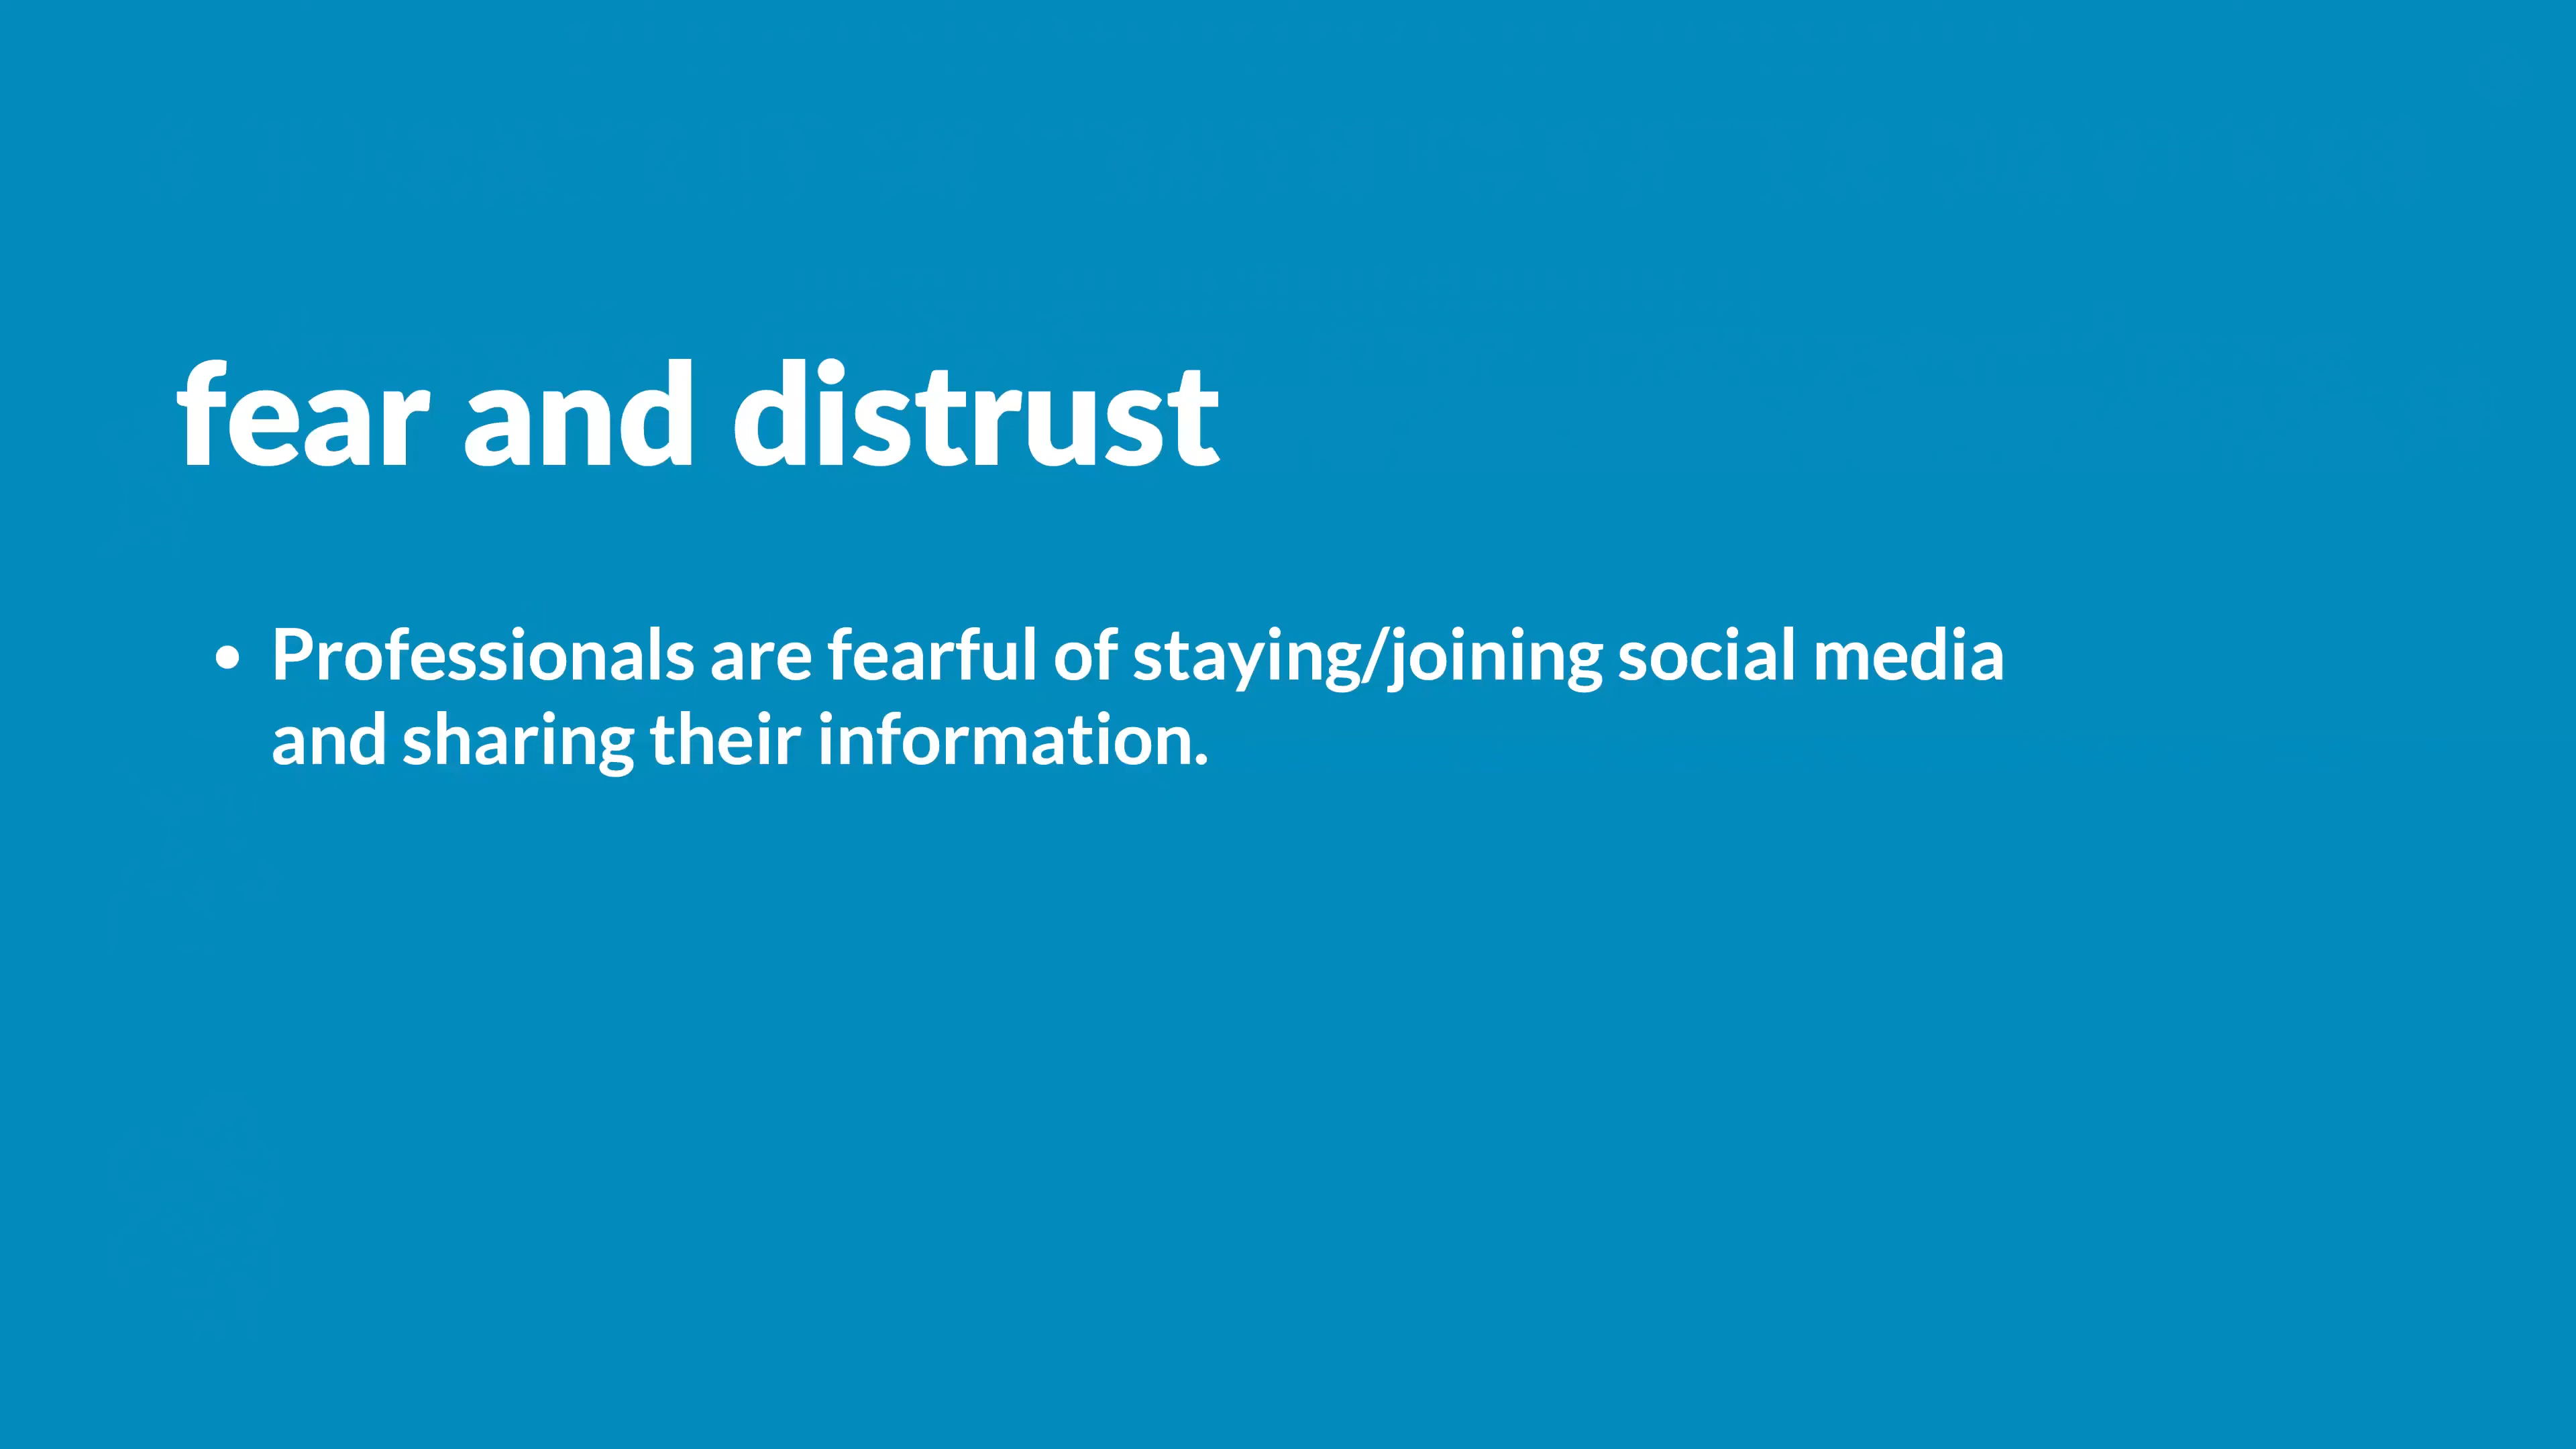 fear and distrust
• Professionals are fearful of staying/joining social media
and sharing their information.